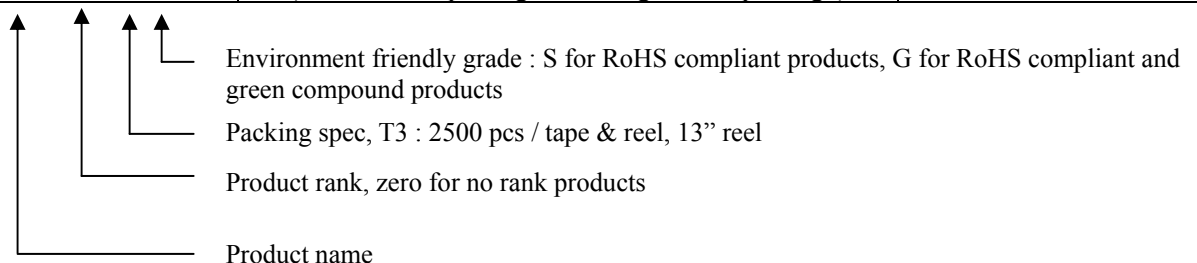 Environment friendly grade : S for RoHS compliant products, G for RoHS compliant and
green compound products
Packing spec, T3 : 2500 pcs / tape & reel, 13” reel
Product rank, zero for no rank products
Product name